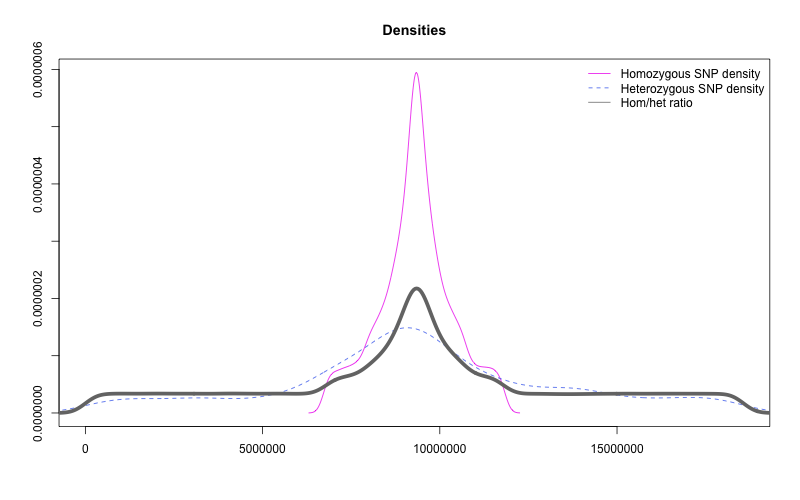 Densities
Homozygous SNP density
Heterozygous SNP density
Hom/het ratio
0.0000006
0.0000004
0.0000002
0.0000000
0
5000000
10000000
15000000